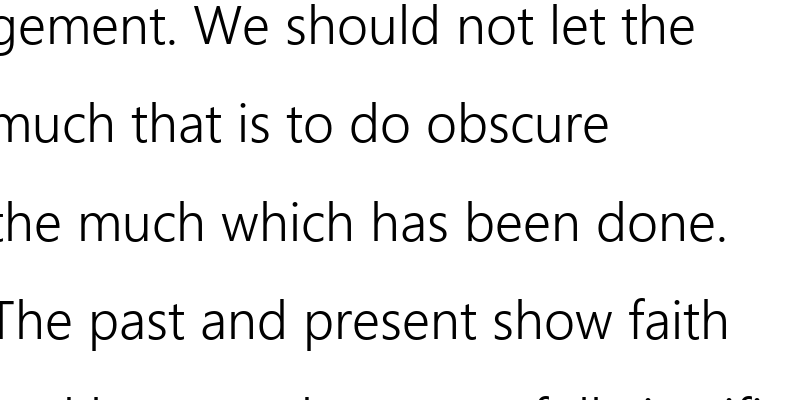 gement. We should not let the
much that is to do obscure
the much which has been done.
The past and present show faith